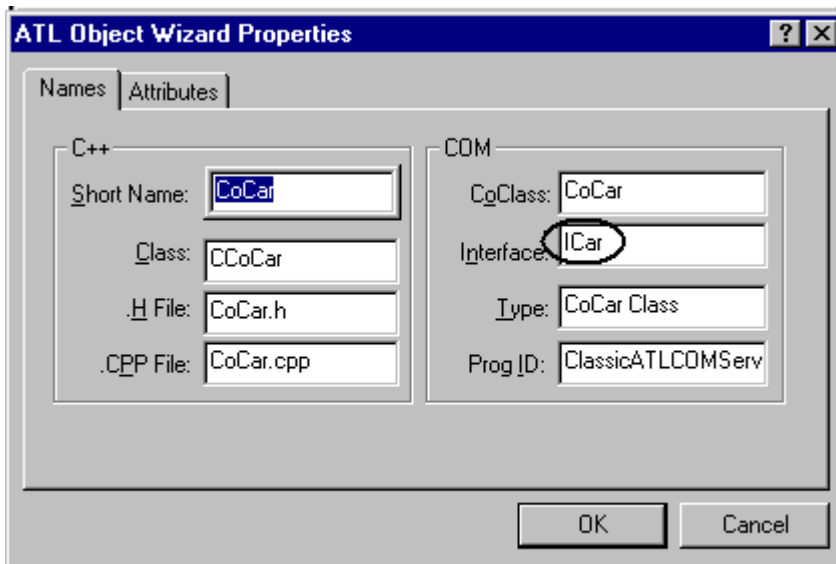 ATL Object Wizard Properties
Names Attributes
C++
Short Name: CoCar
Class: CCoCar
.H File: CoCar.h
.CPP File: CoCar.cpp
COM
CoClass: CoCar
Interface: ICar
Type: CoCar Class
Prog ID: ClassicATLCOMServ
OK Cancel